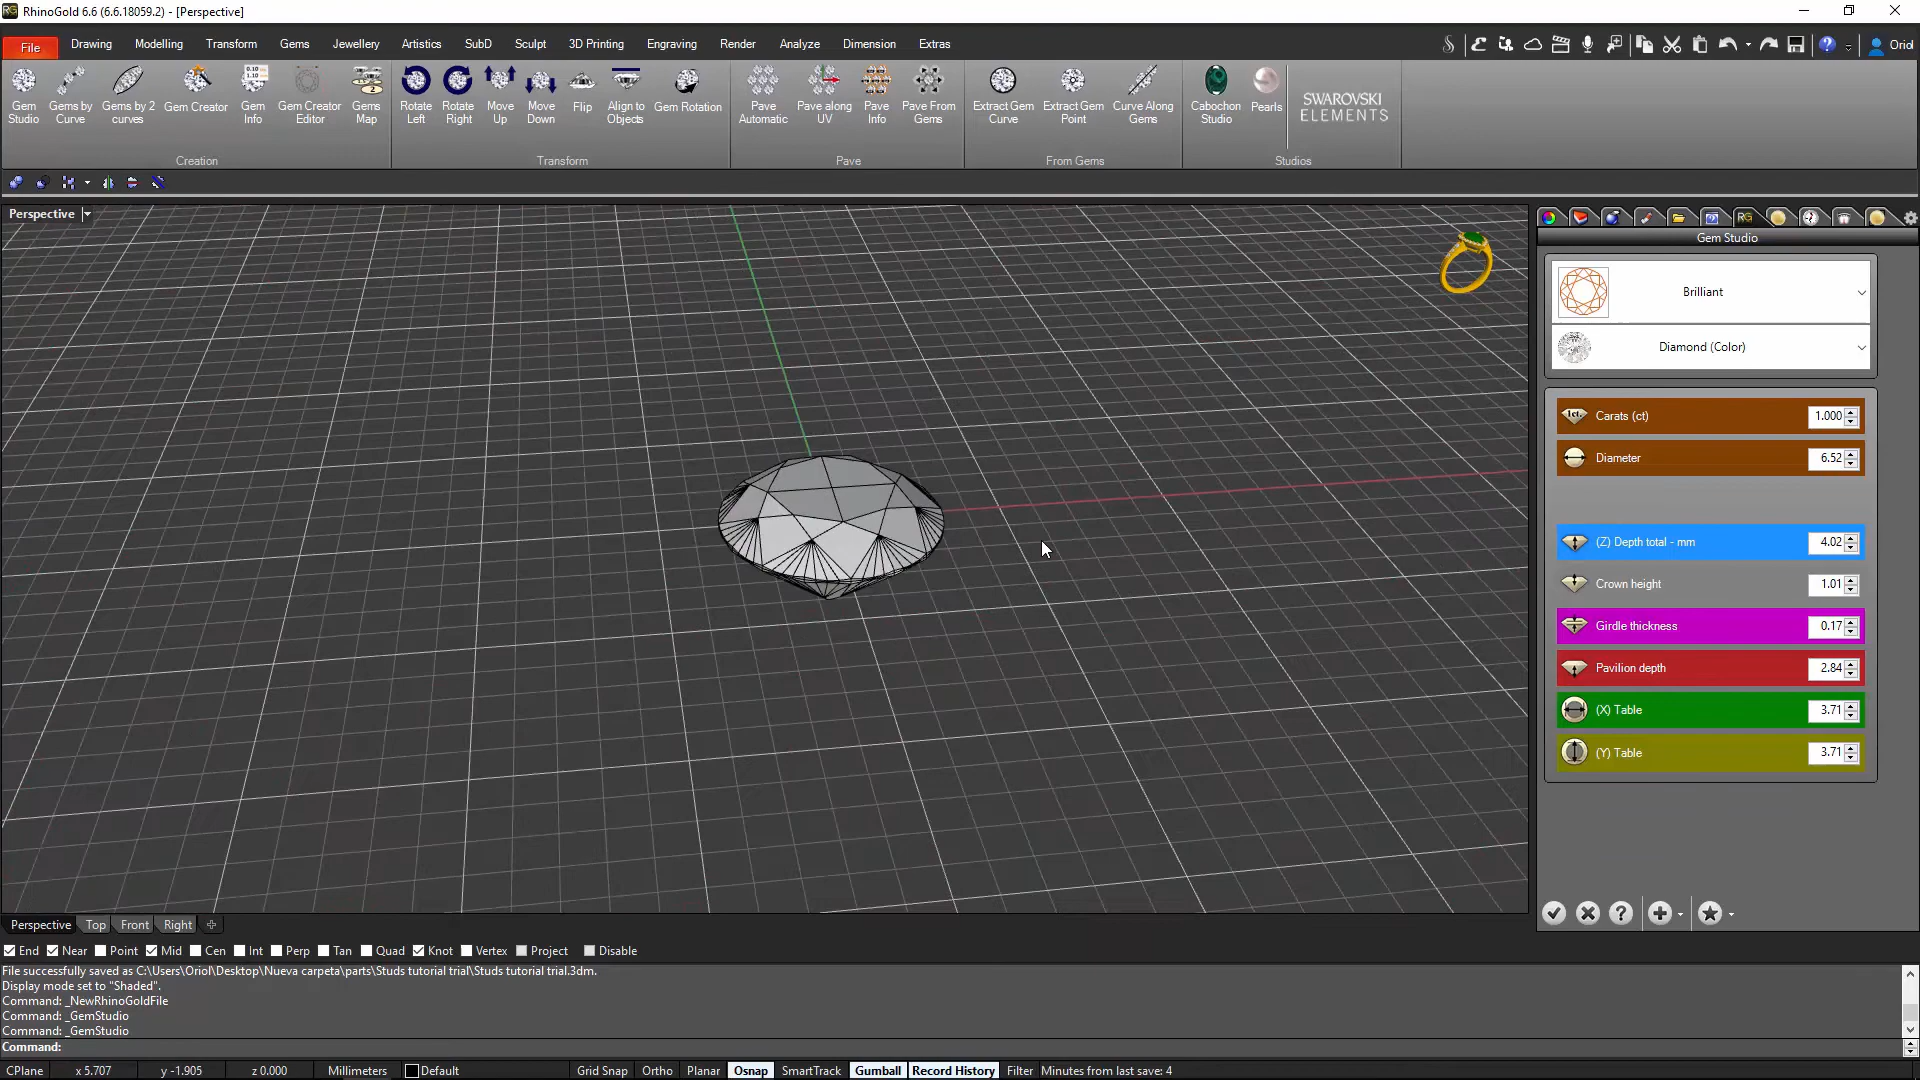 RhinoGold 6.6 (6.6.18059.2) - [Perspective]
File Drawing Modelling Transform Gems Jewellery Artistics SubD Sculpt 3D Printing Engraving Render Analyze Dimension Extras Oriol
Gem Studio
Gems by Curve
Gems by 2 curves
Gem Creator
Gem Info
Gem Creator Editor
Gems Map
Rotate Left
Rotate Right
Move Up
Move Down
Flip
Align to Objects
Gem Rotation
Pave Automatic
Pave along UV
Pave Info
Pave From Gems
Extract Gem Curve
Extract Gem Point
Curve Along Gems
Cabochon Studio
Pearls
SWAROVSKI
ELEMENTS
Creation Transform Pave From Gems Studios
Perspective
Gem Studio
Brilliant
Diamond (Color)
Carats (ct) 1.000
Diameter 6.52
(Z) Depth total - mm 4.02
Crown height 1.01
Girdle thickness 0.17
Pavilion depth 2.84
(X) Table 3.71
(Y) Table 3.71
Perspective Top Front Right
End Near Point Mid Cen Int Perp Tan Quad Knot Vertex Project Disable
File successfully saved as C:\Users\Oriol\Desktop\Nueva carpeta\parts\Studs tutorial trial\Studs tutorial trial.3dm.
Display mode set to "Shaded".
Command: _NewRhinoGoldFile
Command: _GemStudio
Command: _GemStudio
Command:
CPlane x 5.707 y -1.905 z 0.000 Millimeters Default Grid Snap Ortho Planar Osnap SmartTrack Gumball Record History Filter Minutes from last save: 4